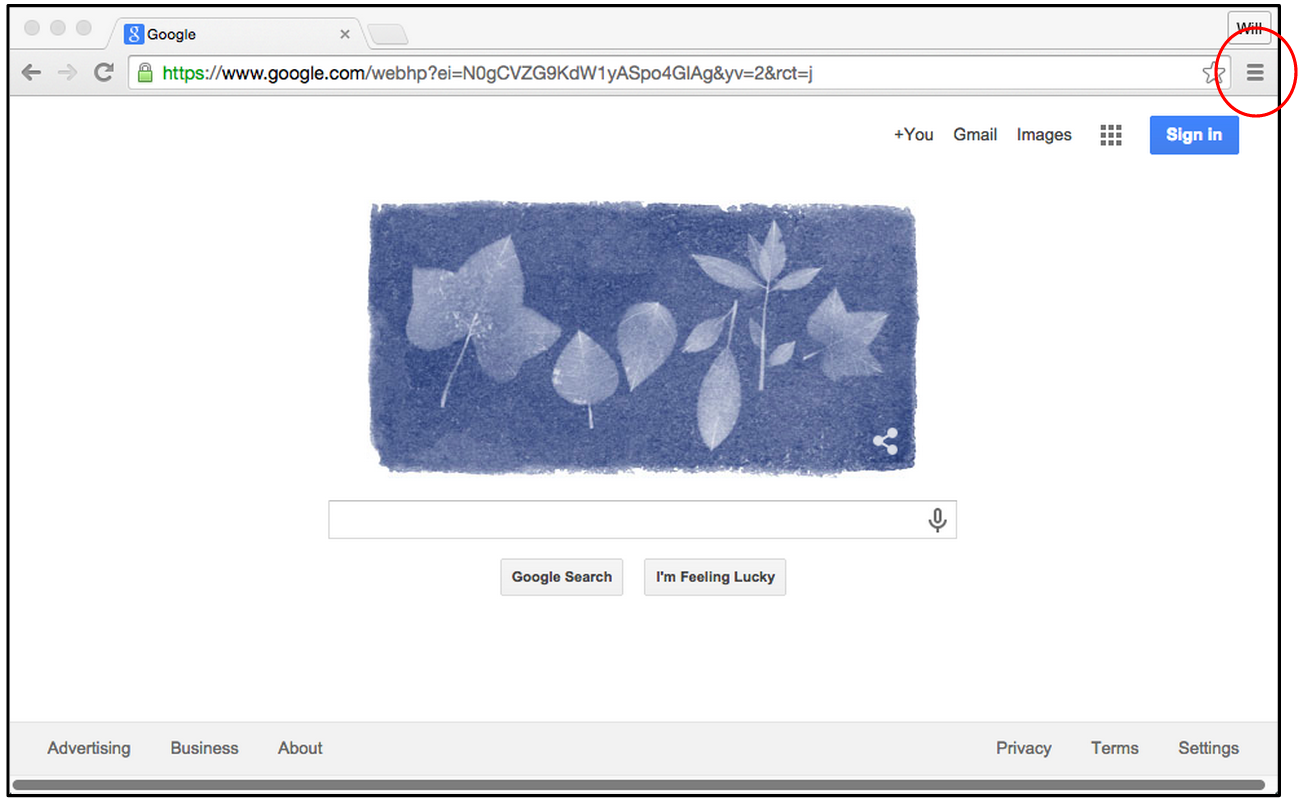 Google
Will
https://www.google.com/webhp?ei=N0gCVZG9KdW1yASpo4GlAg&yv=2&rct=j
+You Gmail Images Sign in
Google Search I'm Feeling Lucky
Advertising Business About Privacy Terms Settings